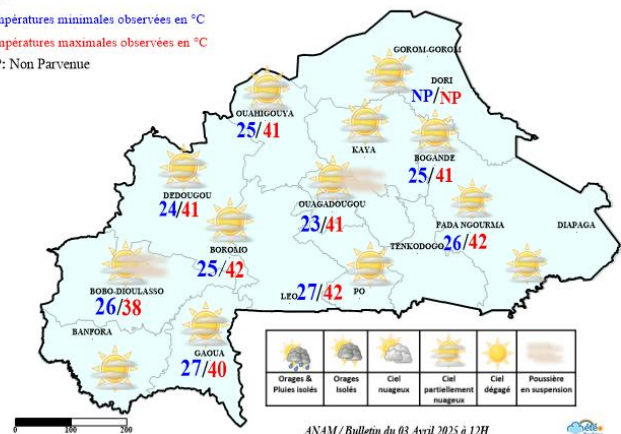 mpératures minimales observées en °C
mpératures maximales observées en °C
P: Non Parvenue
GOROM-GOROM
DORI
NP/NP
OUAHIGOUYA
25/41
KAYA
BOGANDE
25/41
DEDOUGOU
24/41
OUAGADOUGOU
23/41
FADA NGOURMA
26/42
DIAPAGA
BOROMO
25/42
TENKODOGO
BOBO-DIOULASSO
26/38
LEO
27/42
PO
BANFORA
GAOUA
27/40
Orages & Pluies isolés
Orages Isolés
Ciel nuageux
Ciel partiellement nuageux
Ciel dégagé
Poussière en suspension
0 100 200
ANAM / Bulletin du 03 Avril 2025 à 12H